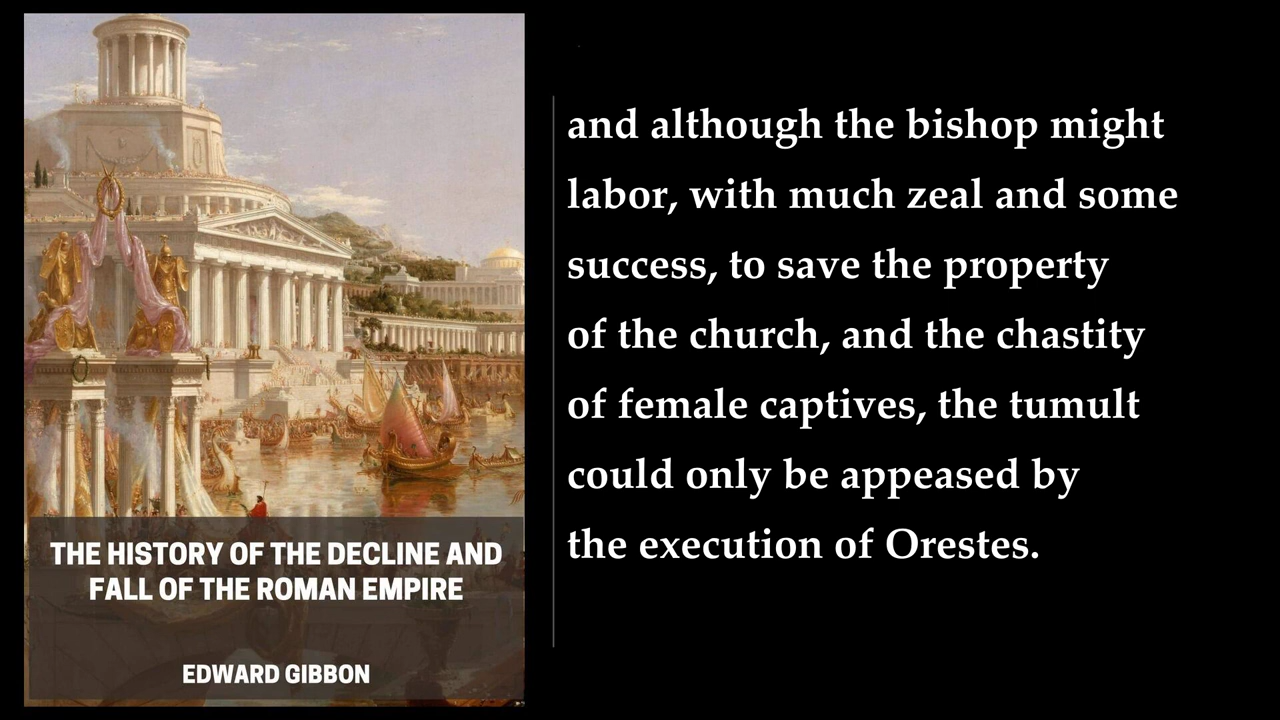 THE HISTORY OF THE DECLINE AND
FALL OF THE ROMAN EMPIRE
EDWARD GIBBON
and although the bishop might
labor, with much zeal and some
success, to save the property
of the church, and the chastity
of female captives, the tumult
could only be appeased by
the execution of Orestes.